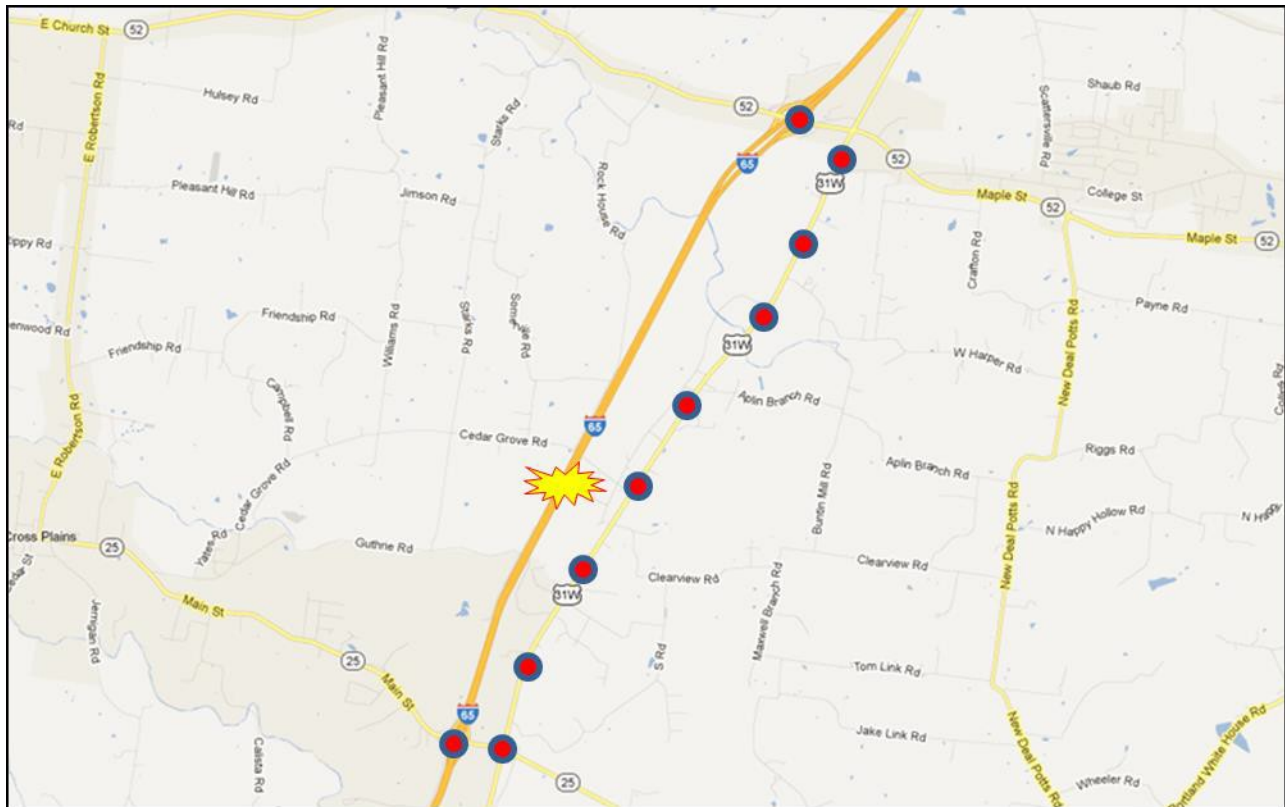 E Church St
52
Hulsey Rd
Pleasant Hill Rd
Starks Rd
52
Scattersville Rd
Shaub Rd
Rd
E Robertson Rd
65
Rock House Rd
31W
52
College St
Pleasant Hill Rd
Jimson Rd
Maple St
52
Maple St
52
Crafton Rd
Payne Rd
Friendship Rd
Williams Rd
Starks Rd
Somerville Rd
31W
Friendship Rd
W Harper Rd
New Deal Potts Rd
Campbell Rd
Aplin Branch Rd
E Robertson Rd
65
Cedar Grove Rd
Riggs Rd
Aplin Branch Rd
Cedar Grove Rd
Buntin Mill Rd
N Happy Hollow Rd
N Happy
New Deal Potts Rd
Cross Plains
25
Yates Rd
Guthrie Rd
Clearview Rd
Clearview Rd
31W
Main St
Jernigan Rd
Maxwell Branch Rd
S Rd
25
Tom Link Rd
Main St
65
New Deal Potts Rd
Jake Link Rd
Calista Rd
25
Wheeler Rd
Portland White House Rd